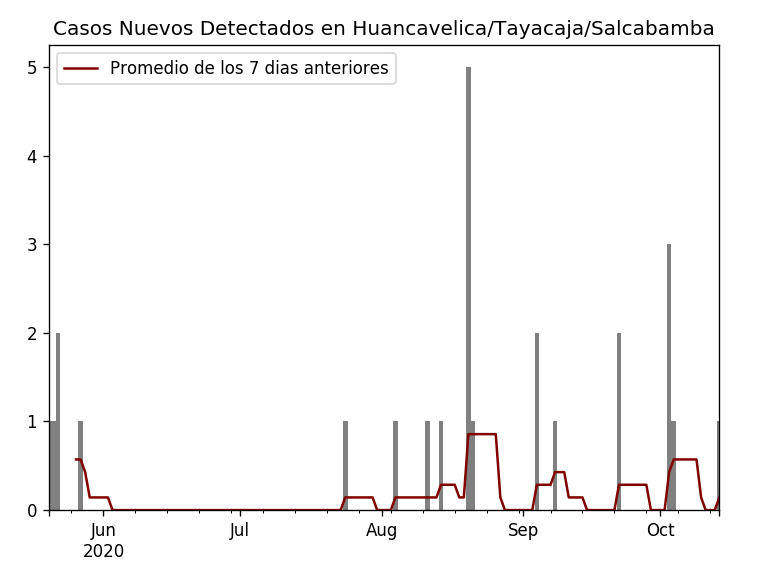 Casos Nuevos Detectados en Huancavelica/Tayacaja/Salcabamba
Promedio de los 7 dias anteriores
5
4
3
2
1
0
Jun
2020
Jul
Aug
Sep
Oct